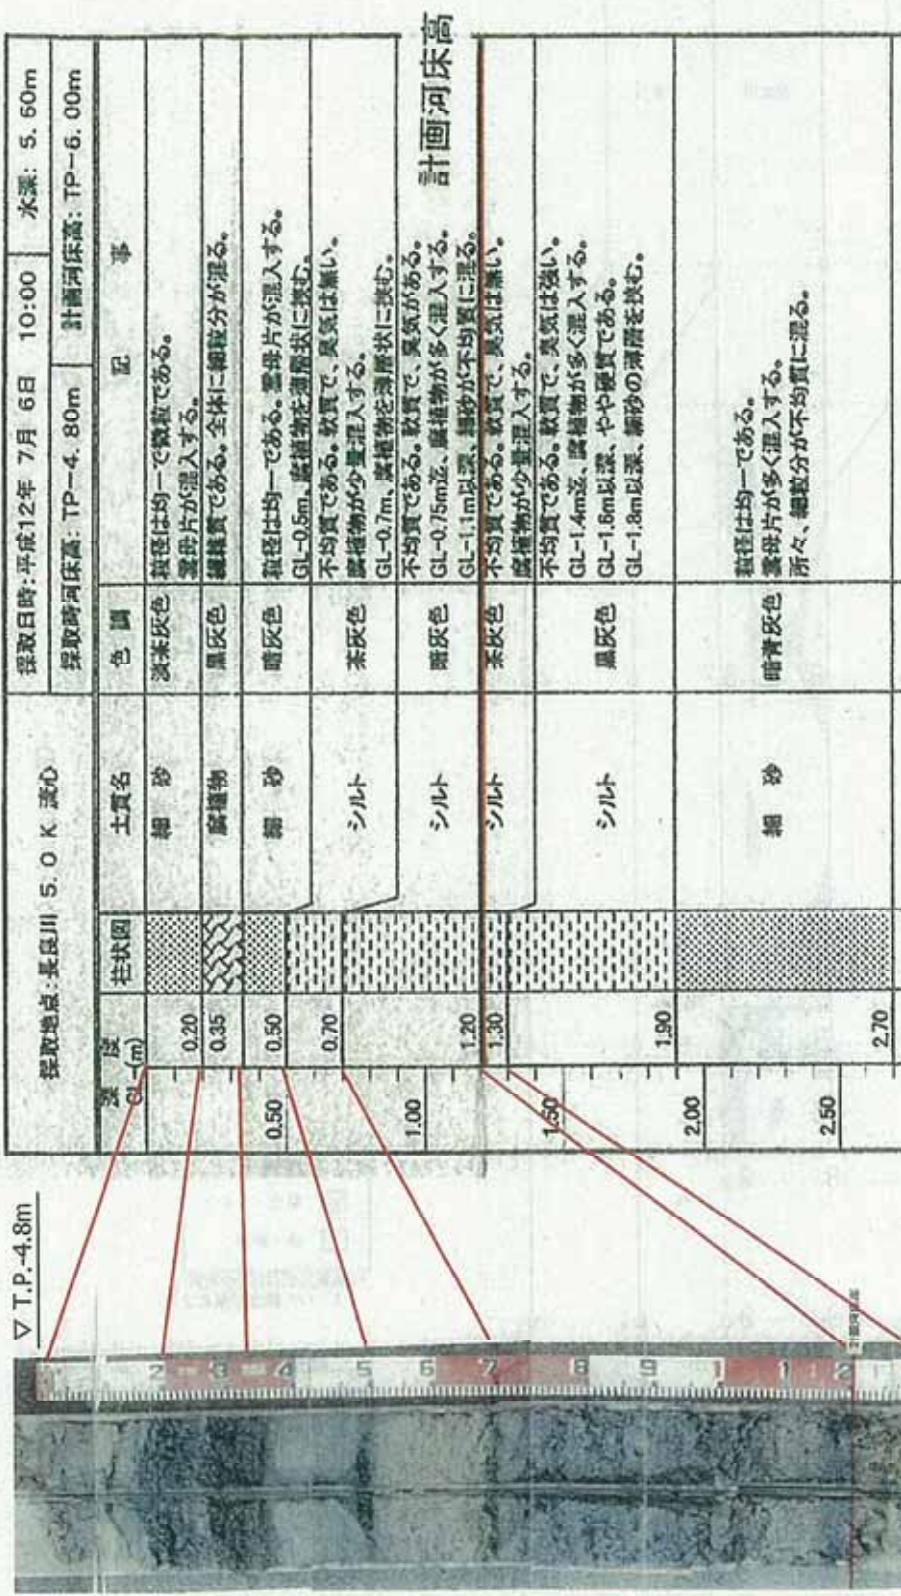 採取地点:長良川 5.0 K 流心
採取日時:平成12年 7月 6日 10:00
水深: 5.60m
採取時河床高: TP-4.80m
計画河床高: TP-6.00m
深度
GL-(m)
柱状図
土質名
色調
記事
0.20
細砂
淡茶灰色
粒径は均一で微粒である。
雲母片が混入する。
0.35
腐植物
黒灰色
繊維質である。全体に細粒分が混る。
0.50
細砂
暗灰色
粒径は均一である。雲母片が混入する。
GL-0.5m、腐植物を薄層状に挟む。
0.70
シルト
茶灰色
不均質である。軟質で、臭気は無い。
腐植物が少量混入する。
GL-0.7m、腐植物を薄層状に挟む。
1.20
シルト
暗灰色
不均質である。軟質で、臭気がある。
GL-0.75m迄、腐植物が多く混入する。
GL-1.1m以深、細砂が不均質に混る。
計画河床高
1.30
シルト
茶灰色
不均質である。軟質で、臭気は無い。
腐植物が少量混入する。
1.90
シルト
黒灰色
不均質である。軟質で、臭気は強い。
GL-1.4m迄、腐植物が多く混入する。
GL-1.6m以深、やや硬質である。
GL-1.8m以深、細砂の薄層を挟む。
2.70
細砂
暗青灰色
粒径は均一である。
雲母片が多く混入する。
所々、細粒分が不均質に混る。
0.50
1.00
1.50
2.00
2.50
▽ T.P.-4.8m
2
3
4
5
6
7
8
9
1
1
2